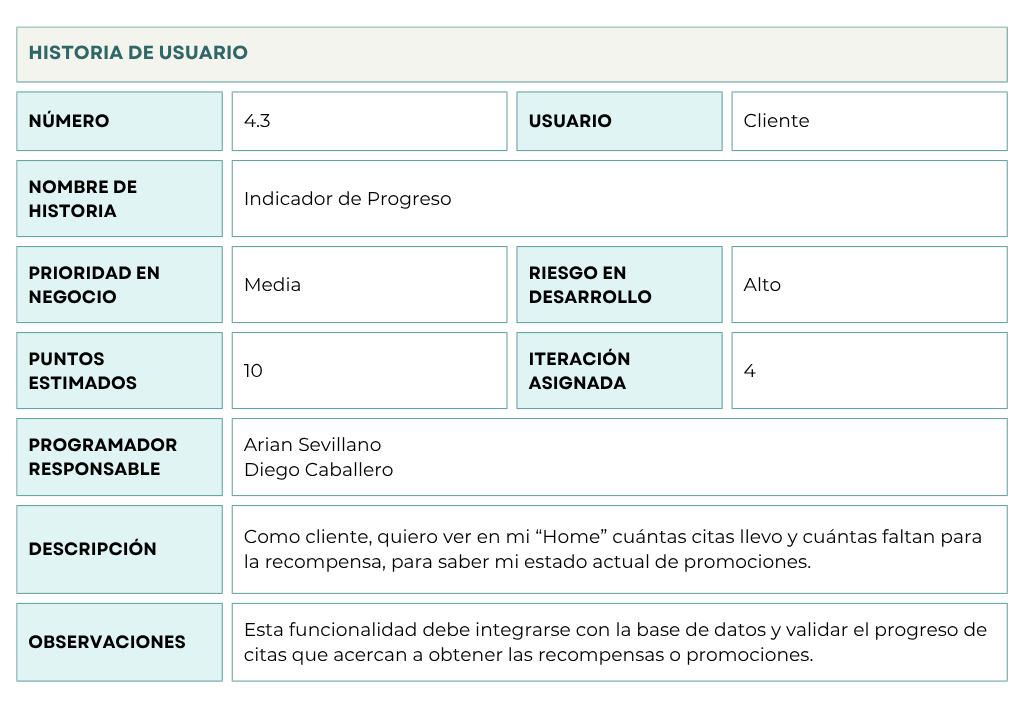 HISTORIA DE USUARIO
NÚMERO
4.3
USUARIO
Cliente
NOMBRE DE
HISTORIA
Indicador de Progreso
PRIORIDAD EN
NEGOCIO
Media
RIESGO EN
DESARROLLO
Alto
PUNTOS
ESTIMADOS
10
ITERACIÓN
ASIGNADA
4
PROGRAMADOR
RESPONSABLE
Arian Sevillano
Diego Caballero
DESCRIPCIÓN
Como cliente, quiero ver en mi “Home” cuántas citas llevo y cuántas faltan para
la recompensa, para saber mi estado actual de promociones.
OBSERVACIONES
Esta funcionalidad debe integrarse con la base de datos y validar el progreso de
citas que acercan a obtener las recompensas o promociones.